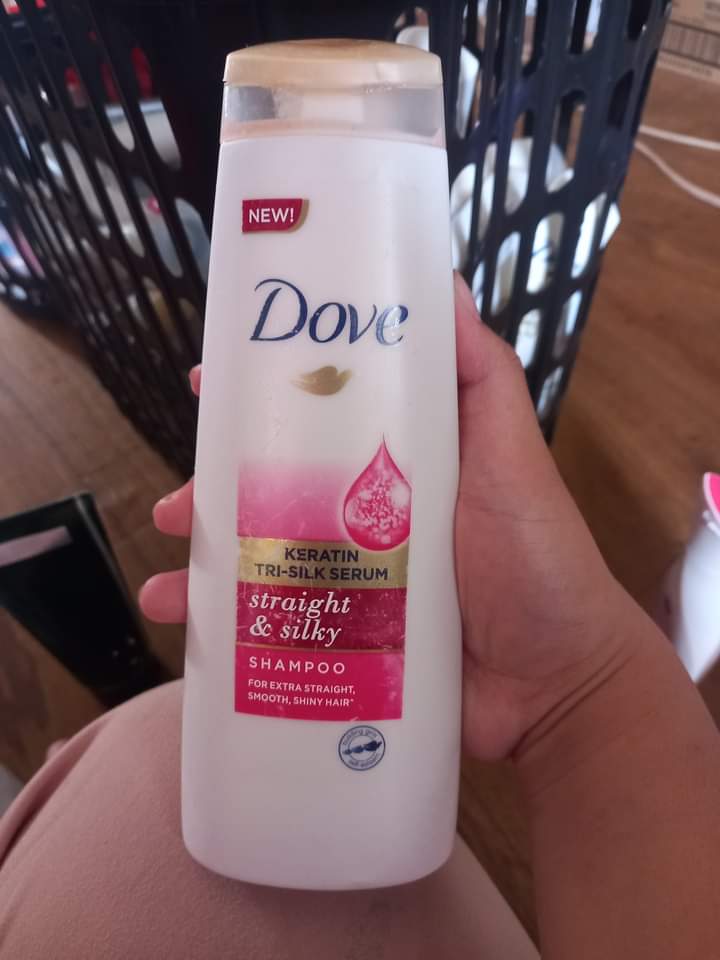 NEW!
Dove
KERATIN
TRI-SILK SERUM
straight
& silky
SHAMPOO
FOR EXTRA STRAIGHT,
SMOOTH, SHINY HAIR*